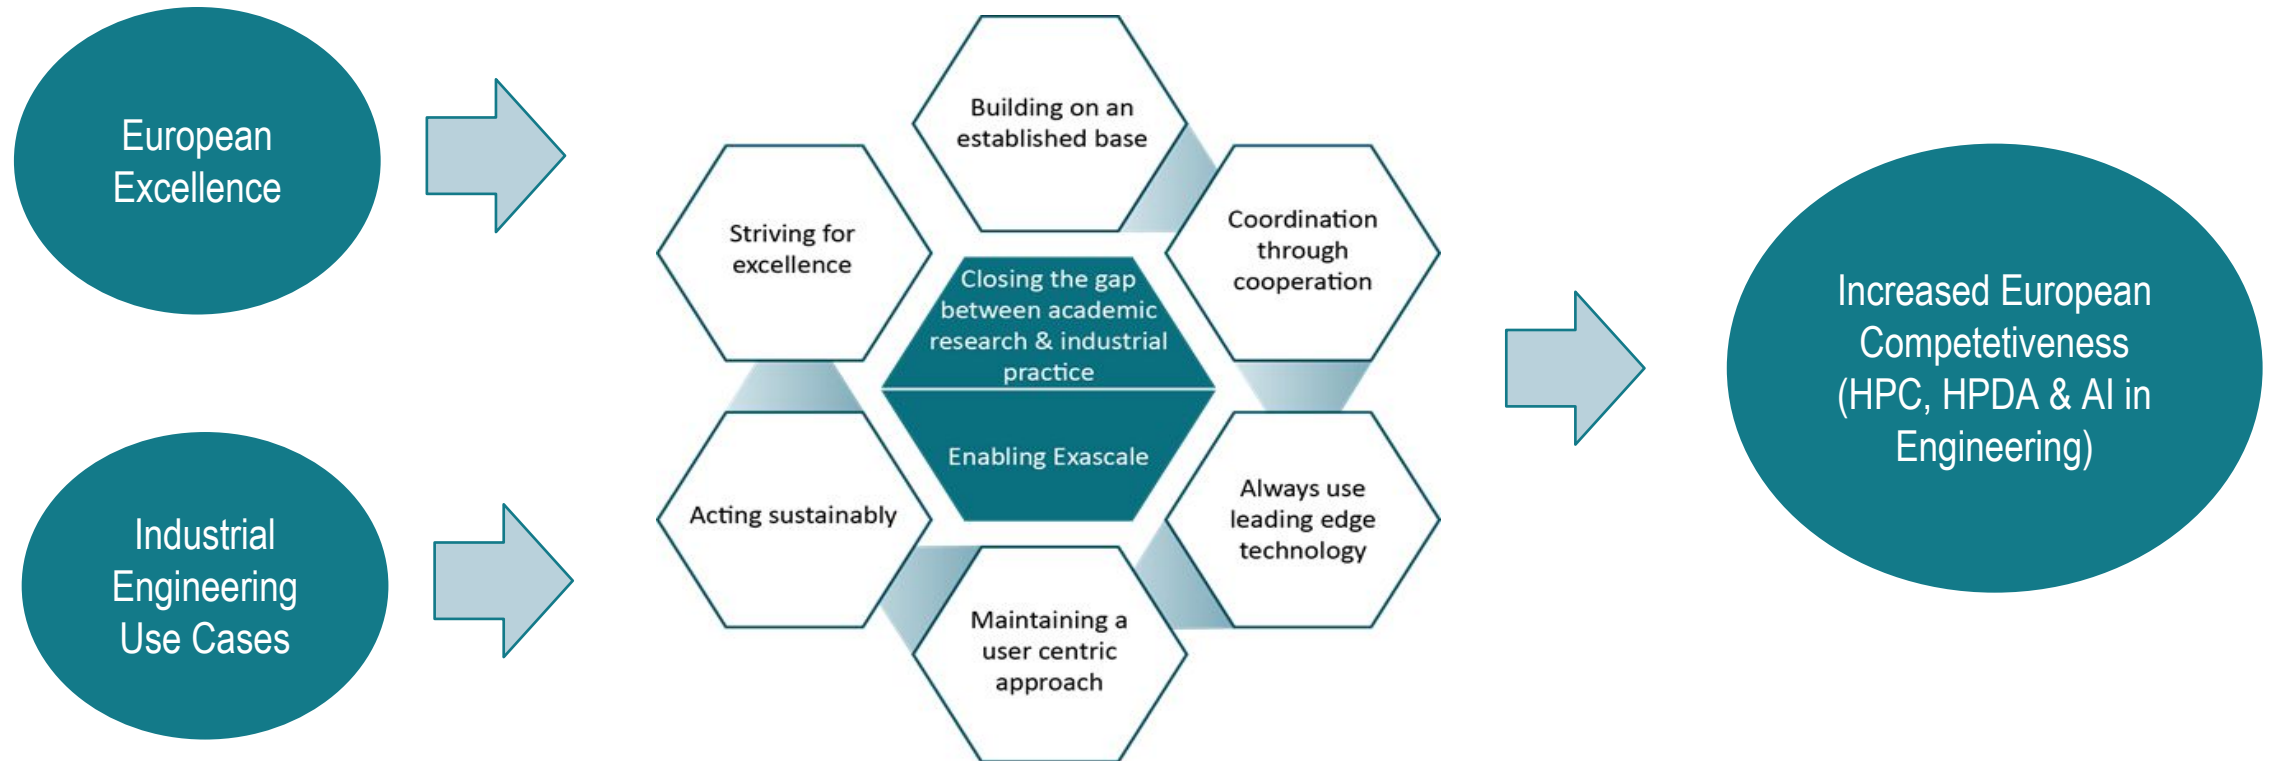 European
Excellence
Industrial
Engineering
Use Cases
Building on an
established base
Coordination
through
cooperation
Always use
leading edge
technology
Maintaining a
user centric
approach
Acting sustainably
Striving for
excellence
Closing the gap
between academic
research & industrial
practice
Enabling Exascale
Increased European
Competetiveness
(HPC, HPDA & AI in
Engineering)